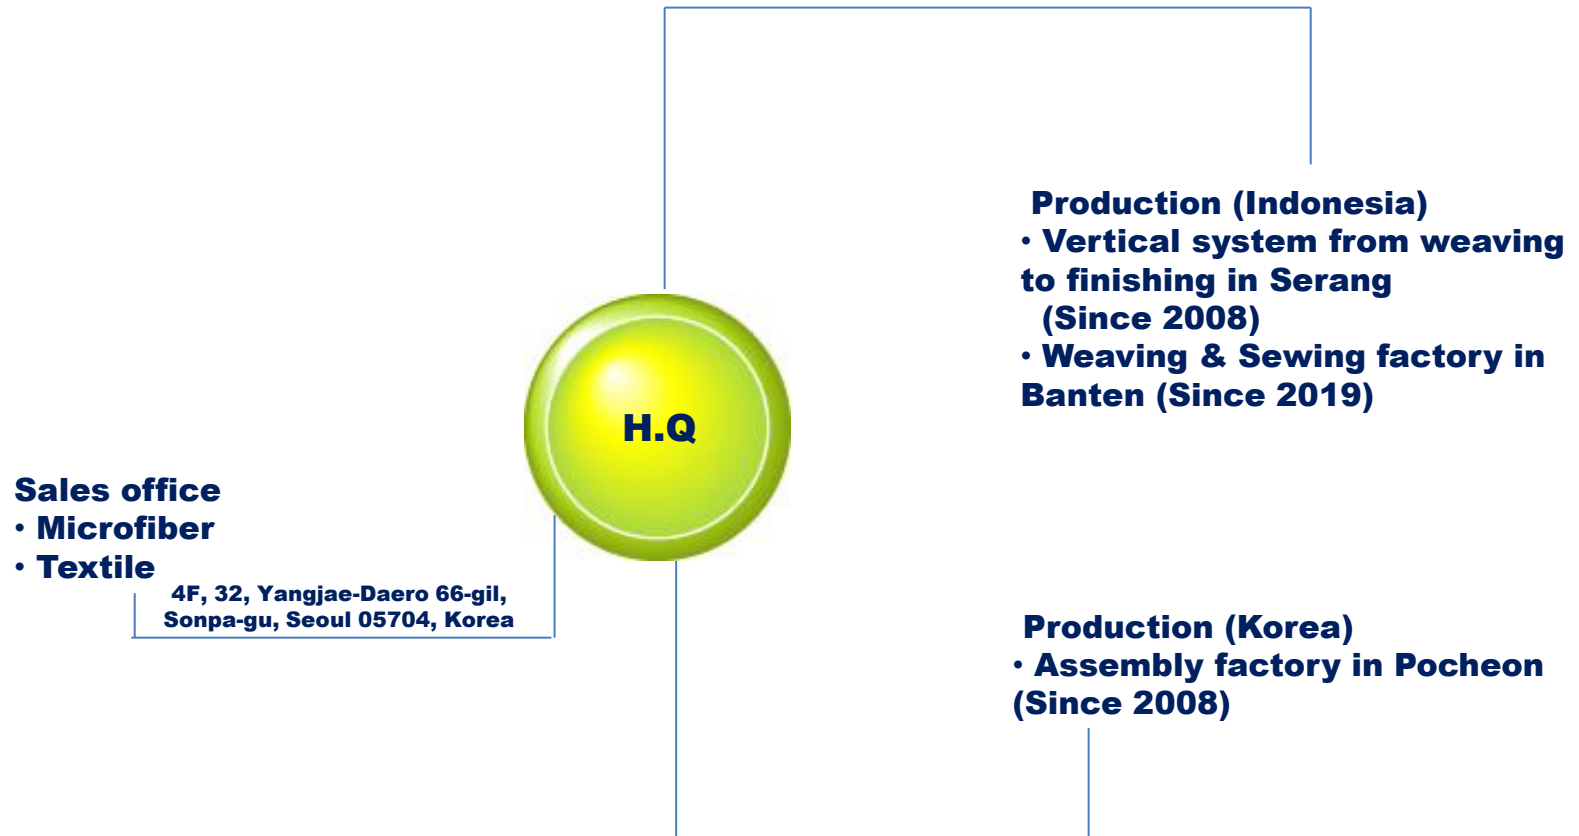 Production (Indonesia)
• Vertical system from weaving
to finishing in Serang
(Since 2008)
• Weaving & Sewing factory in
Banten (Since 2019)
H.Q
Sales office
• Microfiber
• Textile
4F, 32, Yangjae-Daero 66-gil,
Sonpa-gu, Seoul 05704, Korea
Production (Korea)
• Assembly factory in Pocheon
(Since 2008)